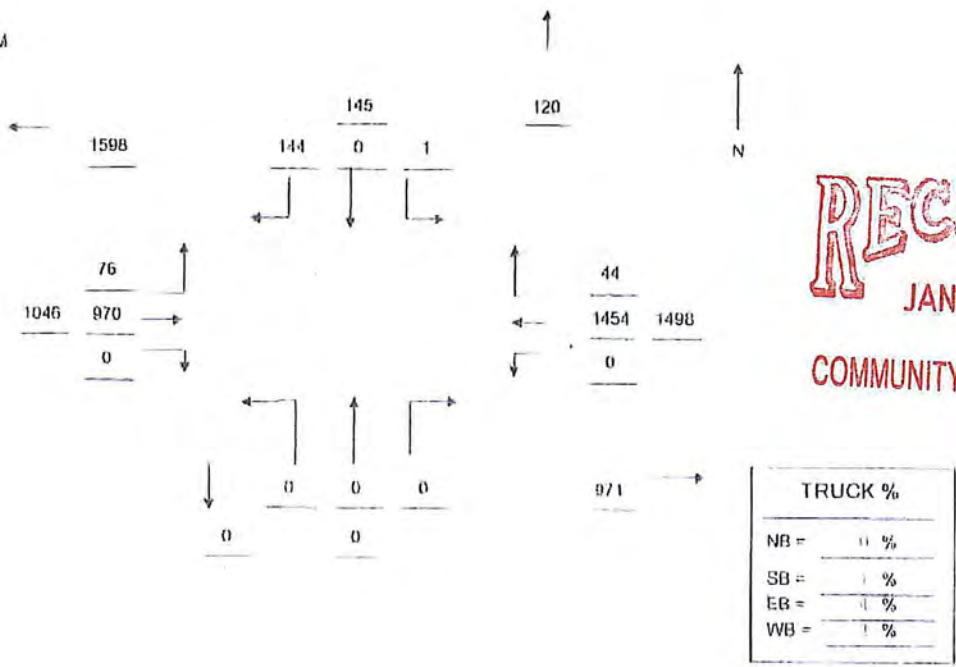 M
145
120
1598
144 0 1
N
REC
JAN
COMMUNITY
76
1046 970
0
44
1454 1498
0
0 0 0
0
0
971
TRUCK %
NB = 0 %
SB = %
EB = %
WB = %